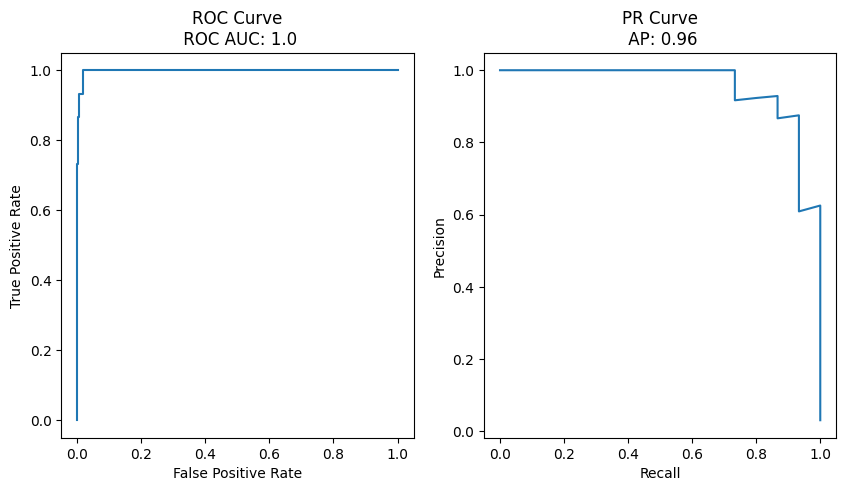 ROC Curve
ROC AUC: 1.0
True Positive Rate
1.0
0.8
0.6
0.4
0.2
0.0
0.0 0.2 0.4 0.6 0.8 1.0
False Positive Rate
PR Curve
AP: 0.96
Precision
1.0
0.8
0.6
0.4
0.2
0.0
0.0 0.2 0.4 0.6 0.8 1.0
Recall